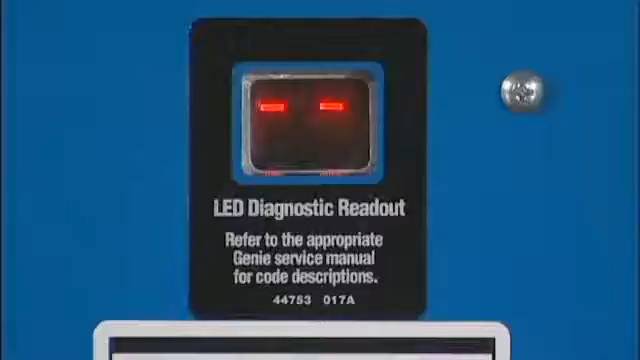 LED Diagnostic Readout
Refer to the appropriate
Genie service manual
for code descriptions.
44753 017A